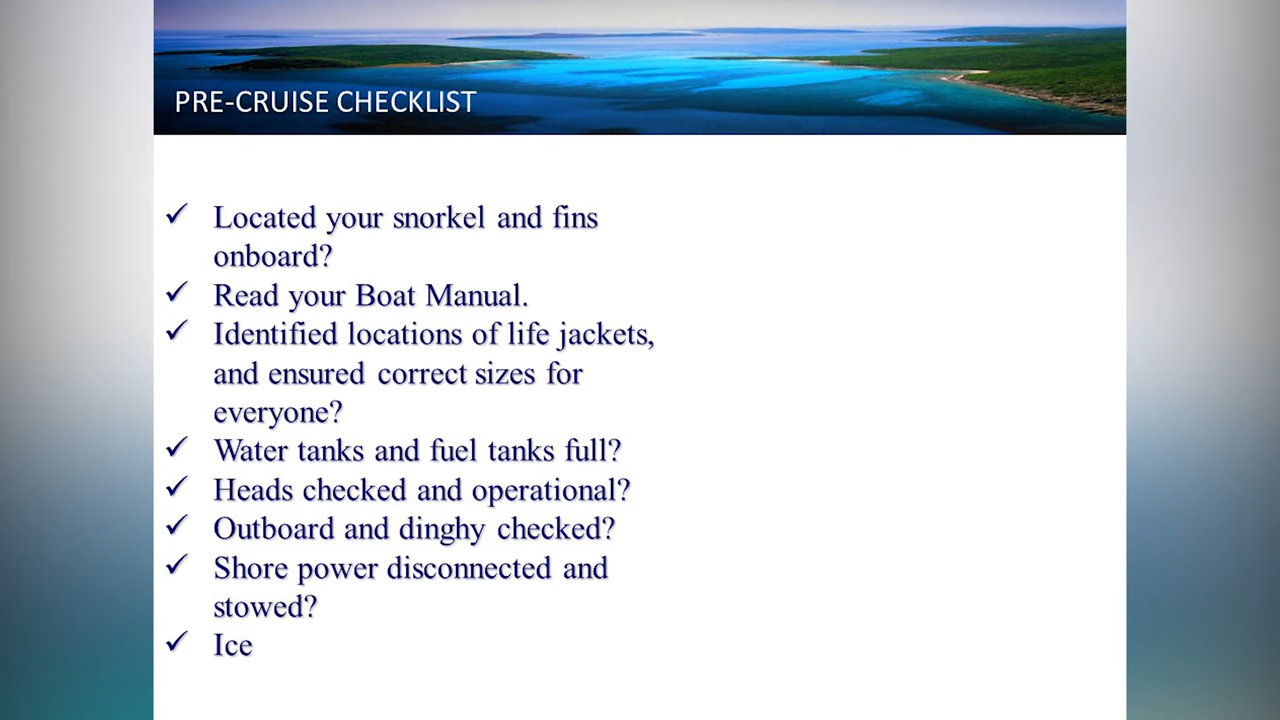 PRE-CRUISE CHECKLIST
✓ Located your snorkel and fins
onboard?
✓ Read your Boat Manual.
✓ Identified locations of life jackets,
and ensured correct sizes for
everyone?
✓ Water tanks and fuel tanks full?
✓ Heads checked and operational?
✓ Outboard and dinghy checked?
✓ Shore power disconnected and
stowed?
✓ Ice